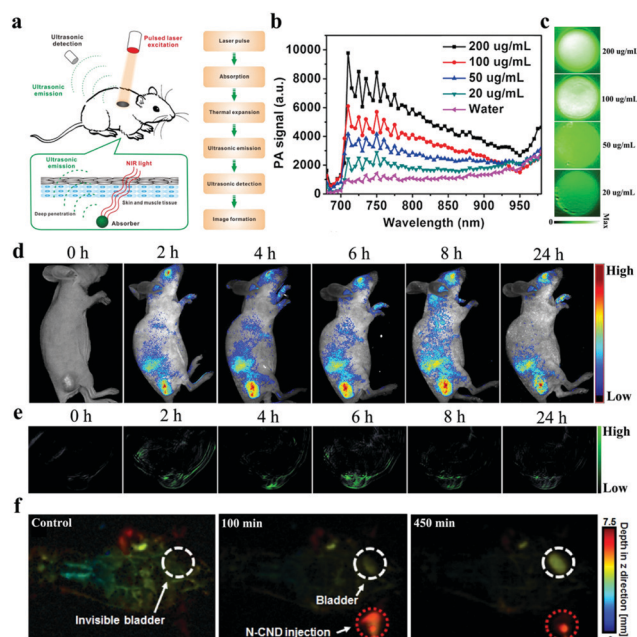 a
Ultrasonic
detection
Pulsed laser
excitation
Ultrasonic
emission
Ultrasonic
emission
NIR light
Skin and muscle tissue
Deep penetration
Absorber
Laser pulse
Absorption
Thermal expansion
Ultrasonic emission
Ultrasonic detection
Image formation
b
PA signal (a.u.)
10000
8000
6000
4000
2000
0
200 ug/mL
100 ug/mL
50 ug/mL
20 ug/mL
Water
700 750 800 850 900 950
Wavelength (nm)
c
200 ug/mL
100 ug/mL
50 ug/mL
20 ug/mL
0
Max
d
0 h 2 h 4 h 6 h 8 h 24 h
High
Low
e
0 h 2 h 4 h 6 h 8 h 24 h
High
Low
f
Control
Invisible bladder
100 min
Bladder
N-CND injection
450 min
7.5
Depth in
z direction [mm]